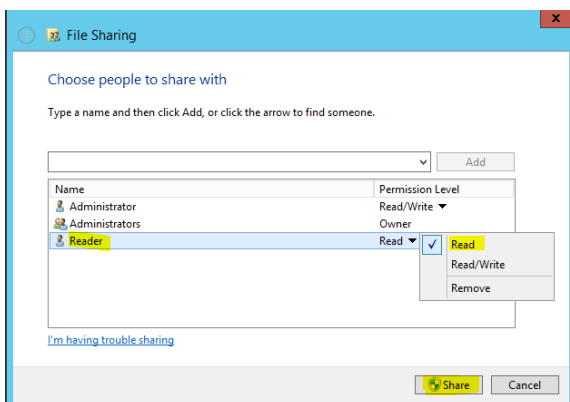 File Sharing
Choose people to share with
Type a name and then click Add, or click the arrow to find someone.
Add
Name Permission Level
Administrator Read/Write
Administrators Owner
Reader Read
Read
Read/Write
Remove
I'm having trouble sharing
Share Cancel